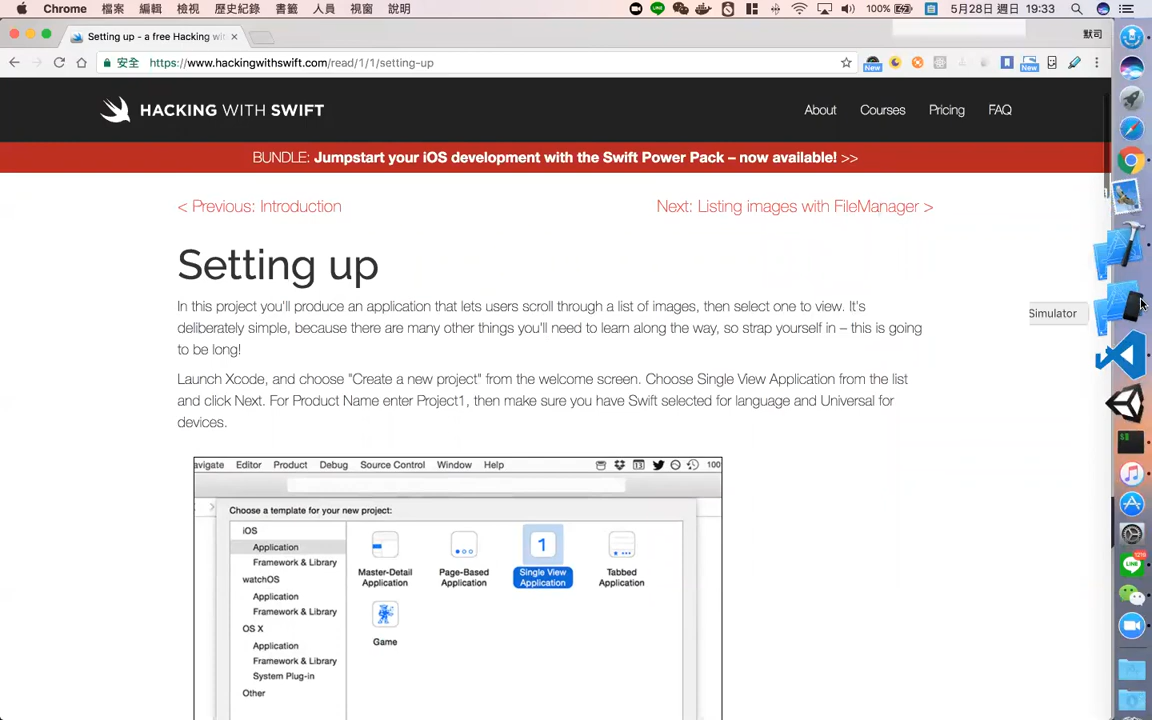 Chrome 檔案 編輯 檢視 歷史紀錄 書籤 人員 視窗 說明 100% 5月28日 週日 19:33
Setting up - a free Hacking wit 默司
安全 https://www.hackingwithswift.com/read/1/1/setting-up New New
HACKING WITH SWIFT About Courses Pricing FAQ
BUNDLE: Jumpstart your iOS development with the Swift Power Pack – now available! >>
< Previous: Introduction Next: Listing images with FileManager >
Setting up
In this project you'll produce an application that lets users scroll through a list of images, then select one to view. It's
deliberately simple, because there are many other things you'll need to learn along the way, so strap yourself in – this is going
to be long!
Simulator
Launch Xcode, and choose "Create a new project" from the welcome screen. Choose Single View Application from the list
and click Next. For Product Name enter Project1, then make sure you have Swift selected for language and Universal for
devices.
avigate Editor Product Debug Source Control Window Help 13 100
Choose a template for your new project:
iOS
Application
Framework & Library
watchOS
Application
Framework & Library
OS X
Application
Framework & Library
System Plug-in
Other
1
Master-Detail
Application
Page-Based
Application
Single View
Application
Tabbed
Application
Game
LINE
1216